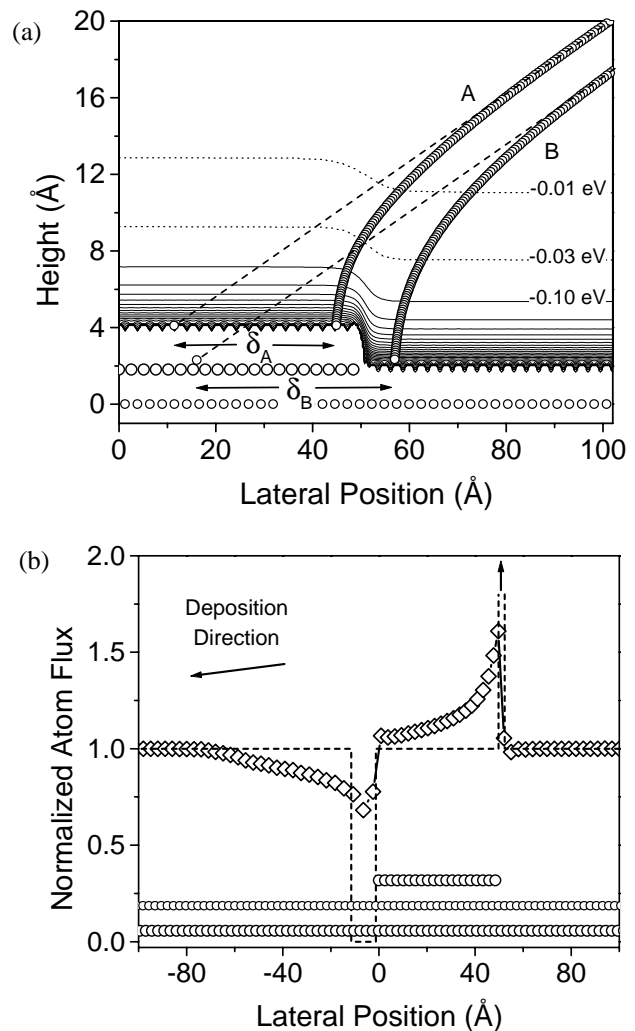 (a)
20
16
12
8
4
0
Height (Å)
A
B
-0.01 eV
-0.03 eV
-0.10 eV
δA
δB
0 20 40 60 80 100
Lateral Position (Å)
(b)
2.0
1.5
1.0
0.5
0.0
Normalized Atom Flux
Deposition
Direction
-80 -40 0 40 80
Lateral Position (Å)